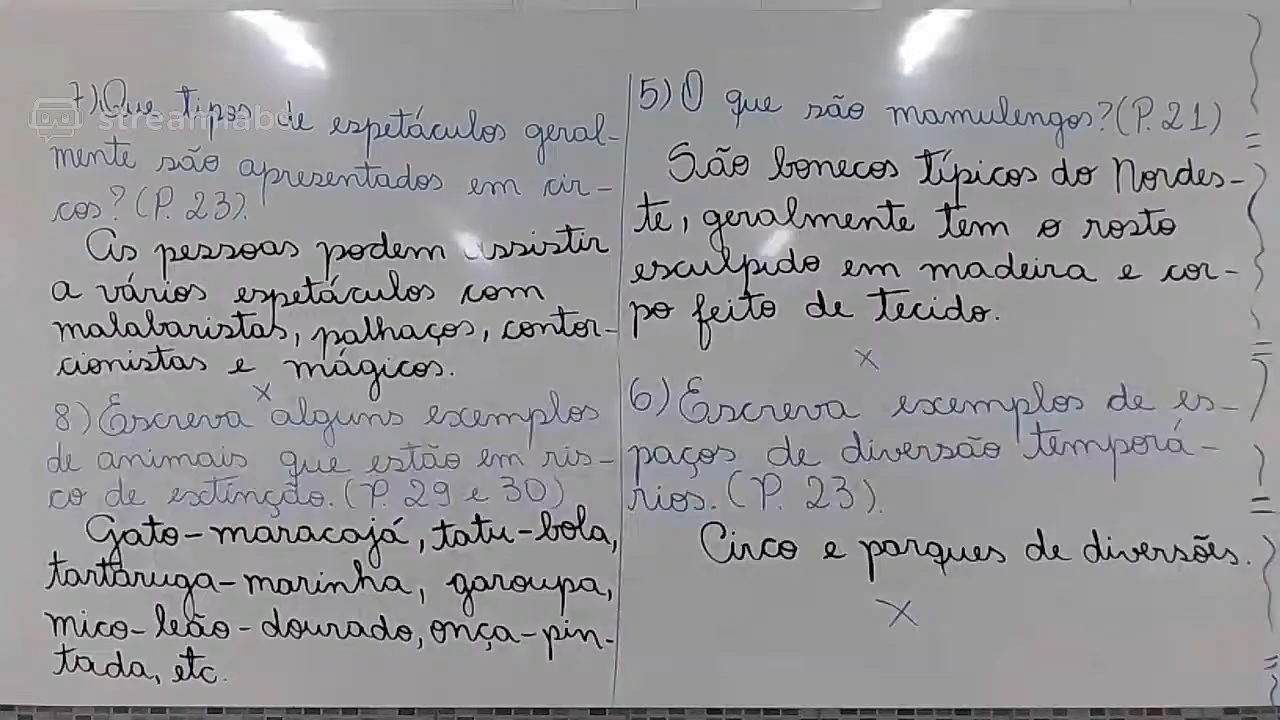 7) Que tipos de espetáculos geral-
mente são apresentados em cir-
cos? (P. 23).
As pessoas podem assistir
a vários espetáculos com
malabaristas, palhaços, contor-
cionistas e mágicos.
x
8) Escreva alguns exemplos
de animais que estão em ris-
co de extinção. (P. 29 e 30)
Gato-maracajá, tatu-bola,
tartaruga-marinha, garoupa,
mico-leão-dourado, onça-pin-
tada, etc.
5) O que são mamulengos? (P. 21)
São bonecos típicos do Nordes-
te, geralmente tem o rosto
esculpido em madeira e cor-
po feito de tecido.
x
6) Escreva exemplos de es-
paços de diversão temporá-
rios. (P. 23).
Circo e parques de diversões.
x